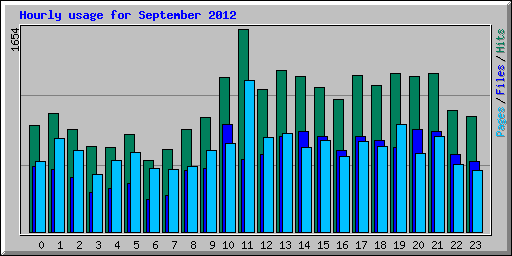 Hourly usage for September 2012
1654
Pages/Files/Hits
0 1 2 3 4 5 6 7 8 9 10 11 12 13 14 15 16 17 18 19 20 21 22 23